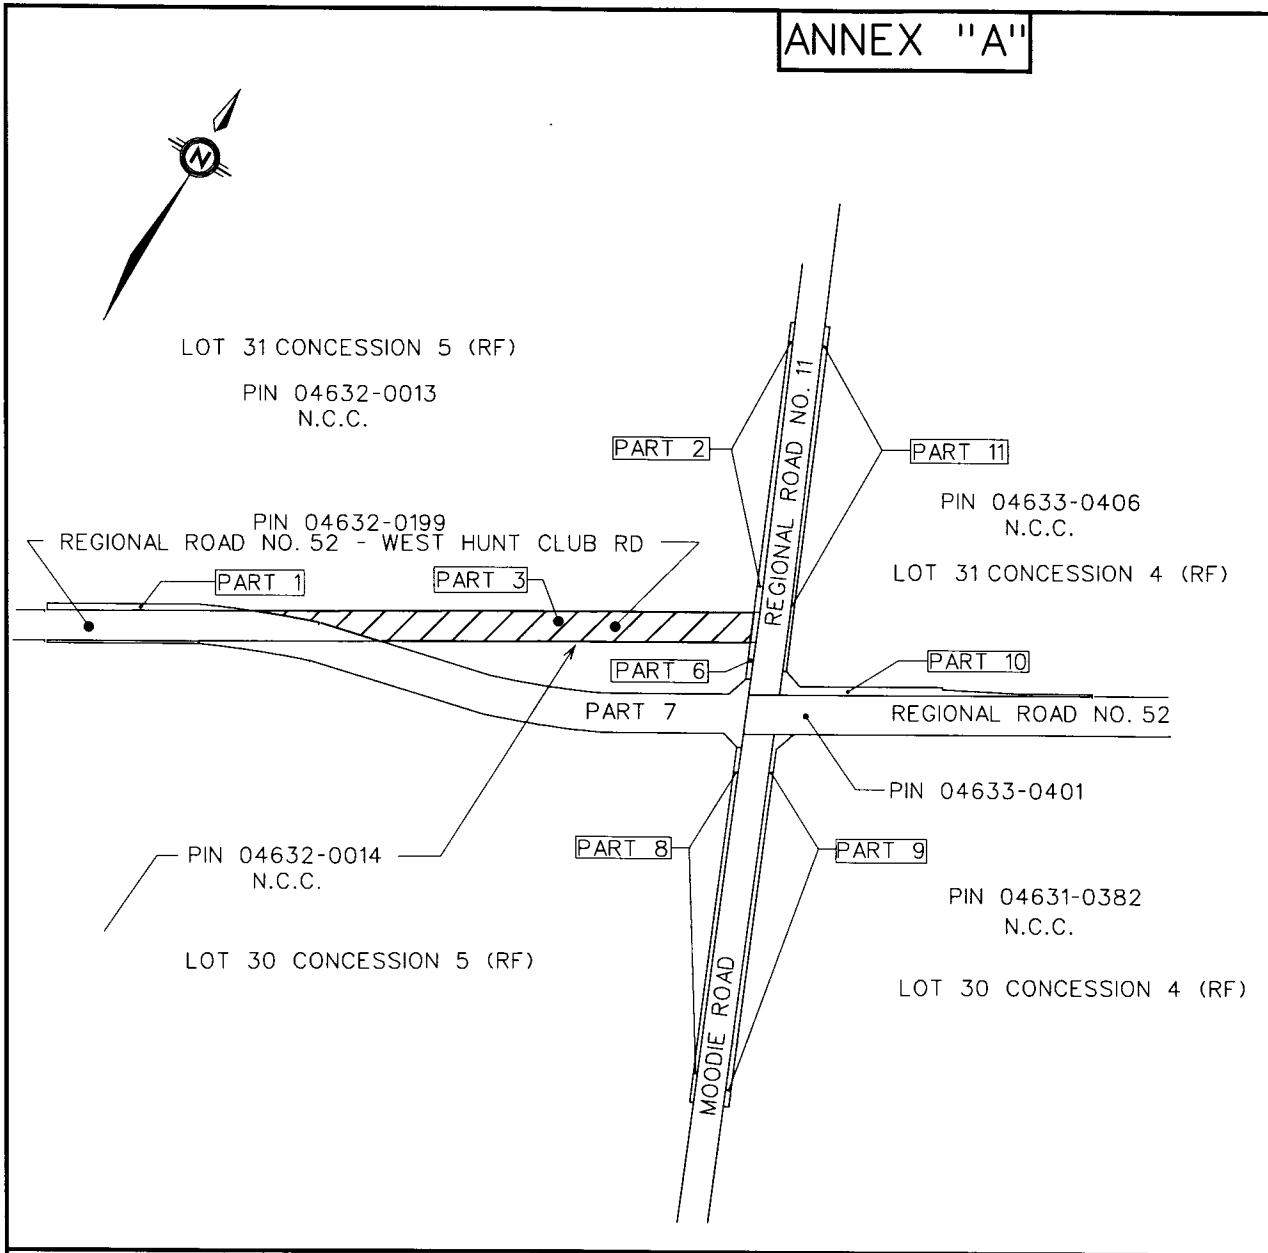 ANNEX "A"
N
LOT 31 CONCESSION 5 (RF)
PIN 04632-0013
N.C.C.
REGIONAL ROAD NO. 11
PART 2
PART 11
PIN 04633-0406
N.C.C.
PIN 04632-0199
REGIONAL ROAD NO. 52 - WEST HUNT CLUB RD
LOT 31 CONCESSION 4 (RF)
PART 1
PART 3
PART 6
PART 10
PART 7
REGIONAL ROAD NO. 52
PIN 04633-0401
PIN 04632-0014
N.C.C.
PART 8
PART 9
PIN 04631-0382
N.C.C.
LOT 30 CONCESSION 5 (RF)
LOT 30 CONCESSION 4 (RF)
MOODIE ROAD